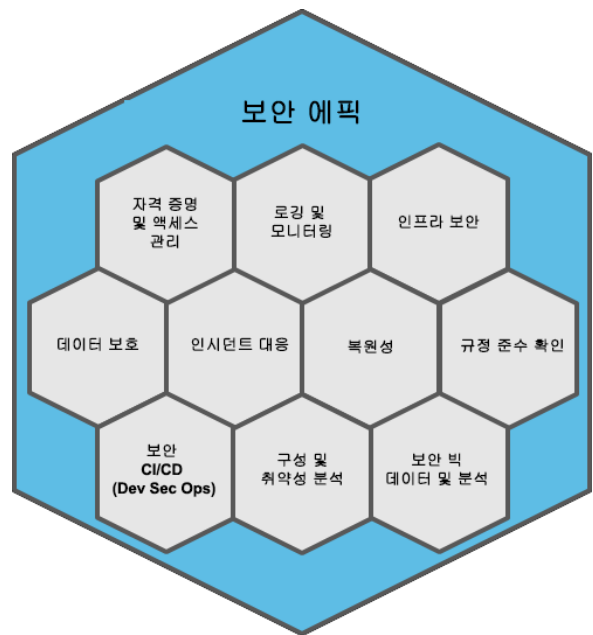 보안 에픽
자격 증명
및 액세스
관리
로깅 및
모니터링
인프라 보안
데이터 보호
인시던트 대응
복원성
규정 준수 확인
보안
CI/CD
(Dev Sec Ops)
구성 및
취약성 분석
보안 빅
데이터 및 분석